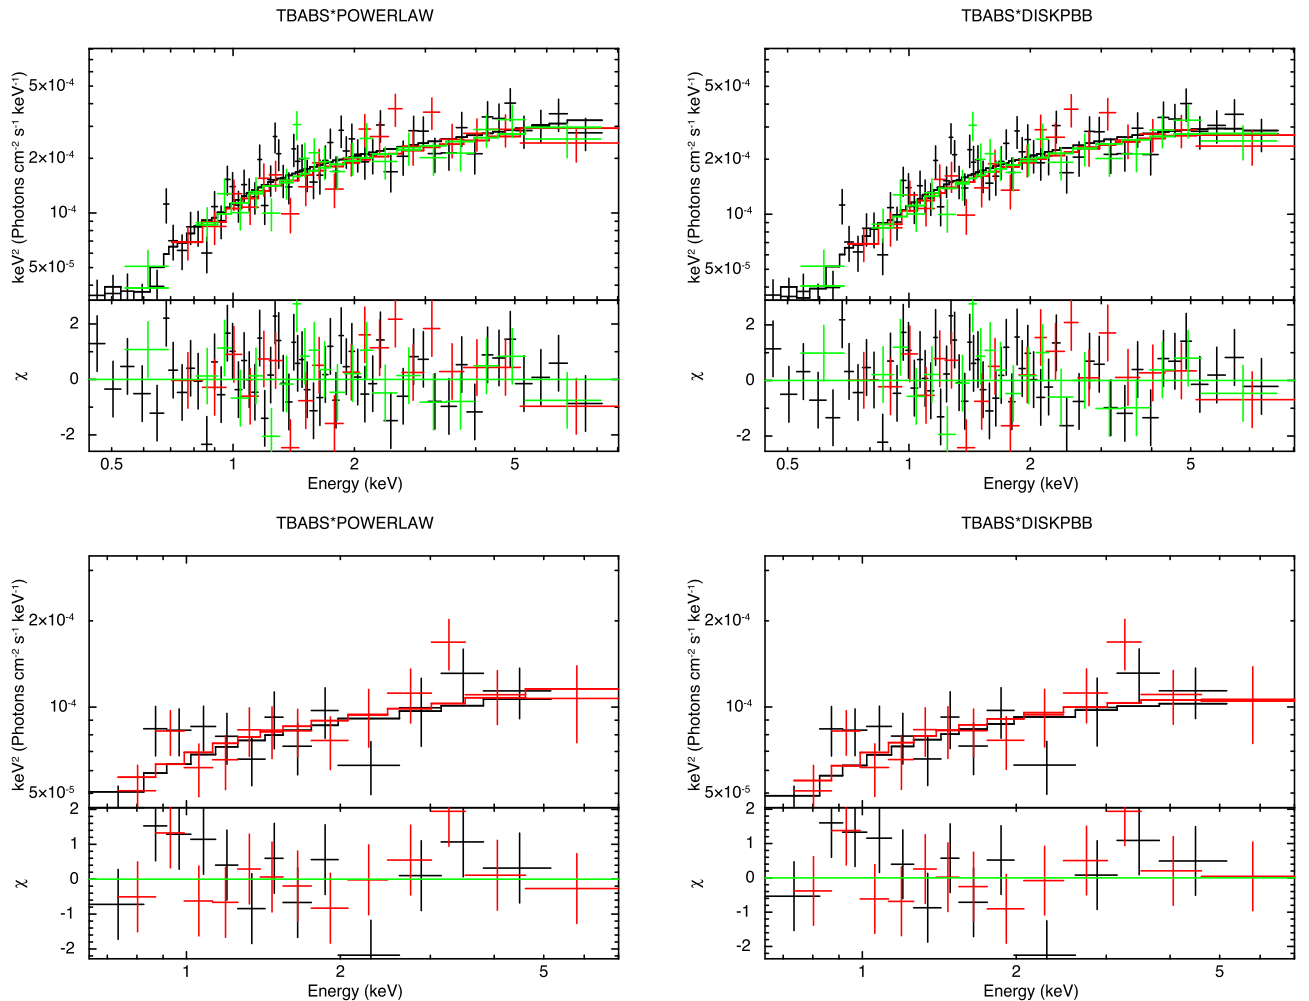 TBABS*POWERLAW
keV² (Photons cm⁻² s⁻¹ keV⁻¹)
5×10⁻⁴
2×10⁻⁴
10⁻⁴
5×10⁻⁵
χ
2
0
-2
0.5 1 2 5
Energy (keV)
TBABS*DISKPBB
keV² (Photons cm⁻² s⁻¹ keV⁻¹)
5×10⁻⁴
2×10⁻⁴
10⁻⁴
5×10⁻⁵
χ
2
0
-2
0.5 1 2 5
Energy (keV)
TBABS*POWERLAW
keV² (Photons cm⁻² s⁻¹ keV⁻¹)
2×10⁻⁴
10⁻⁴
5×10⁻⁵
χ
2
1
0
-1
-2
1 2 5
Energy (keV)
TBABS*DISKPBB
keV² (Photons cm⁻² s⁻¹ keV⁻¹)
2×10⁻⁴
10⁻⁴
5×10⁻⁵
χ
2
1
0
-1
-2
1 2 5
Energy (keV)